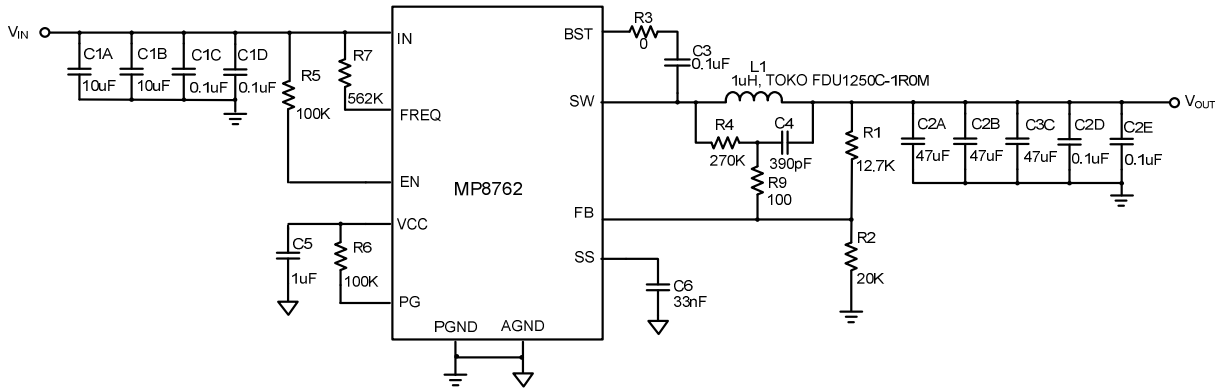 VIN
C1A
10uF
C1B
10uF
C1C
0.1uF
C1D
0.1uF
R5
100K
R7
562K
IN
FREQ
EN
VCC
PG
C5
1uF
R6
100K
MP8762
PGND
AGND
BST
SW
FB
SS
R3
0
C3
0.1uF
L1
1uH, TOKO FDU1250C-1R0M
R4
270K
C4
390pF
R9
100
R1
12.7K
R2
20K
C6
33nF
C2A
47uF
C2B
47uF
C3C
47uF
C2D
0.1uF
C2E
0.1uF
VOUT